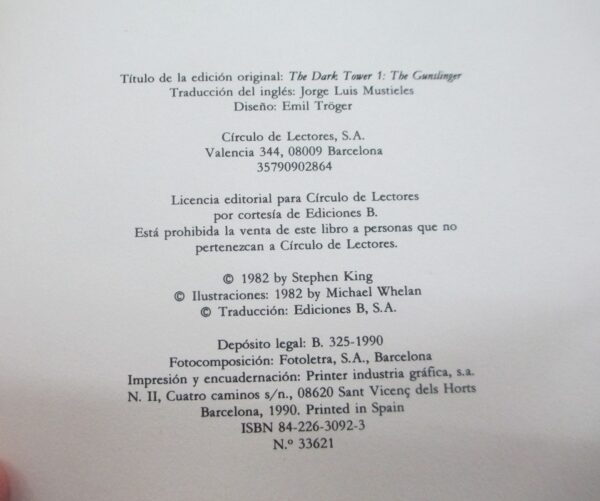 Título de la edición original: The Dark Tower 1: The Gunslinger
Traducción del inglés: Jorge Luis Mustieles
Diseño: Emil Tröger
Círculo de Lectores, S.A.
Valencia 344, 08009 Barcelona
35790902864
Licencia editorial para Círculo de Lectores
por cortesía de Ediciones B.
Está prohibida la venta de este libro a personas que no
pertenezcan a Círculo de Lectores.
© 1982 by Stephen King
© Ilustraciones: 1982 by Michael Whelan
© Traducción: Ediciones B, S.A.
Depósito legal: B. 325-1990
Fotocomposición: Fotoletra, S.A., Barcelona
Impresión y encuadernación: Printer industria gráfica, s.a.
N. II, Cuatro caminos s/n., 08620 Sant Vicenç dels Horts
Barcelona, 1990. Printed in Spain
ISBN 84-226-3092-3
N.º 33621